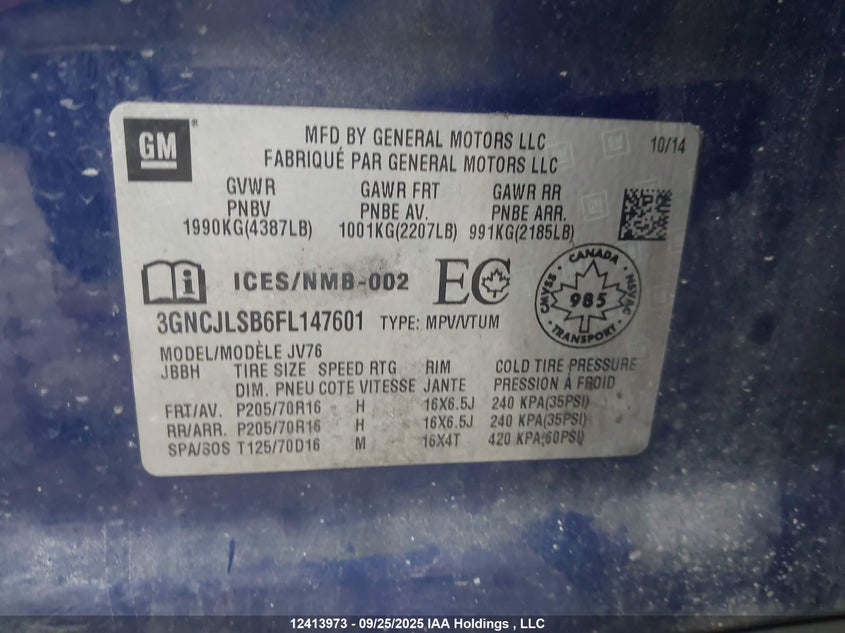 GM
MFD BY GENERAL MOTORS LLC
10/14
FABRIQUÉ PAR GENERAL MOTORS LLC
GVWR GAWR FRT GAWR RR
PNBV PNBE AV. PNBE ARR.
1990KG(4387LB) 1001KG(2207LB) 991KG(2185LB)
ICES/NMB-002 EC
CANADA
CMVSS 985 NSVAC
TRANSPORT
3GNCJLSB6FL147601 TYPE: MPV/VTUM
MODEL/MODÈLE JV76
JBBH TIRE SIZE SPEED RTG RIM COLD TIRE PRESSURE
DIM. PNEU COTE VITESSE JANTE PRESSION À FROID
FRT/AV. P205/70R16 H 16X6.5J 240 KPA(35PSI)
RR/ARR. P205/70R16 H 16X6.5J 240 KPA(35PSI)
SPA/SOS T125/70D16 M 16X4T 420 KPA(60PSI)
12413973 - 09/25/2025 IAA Holdings , LLC